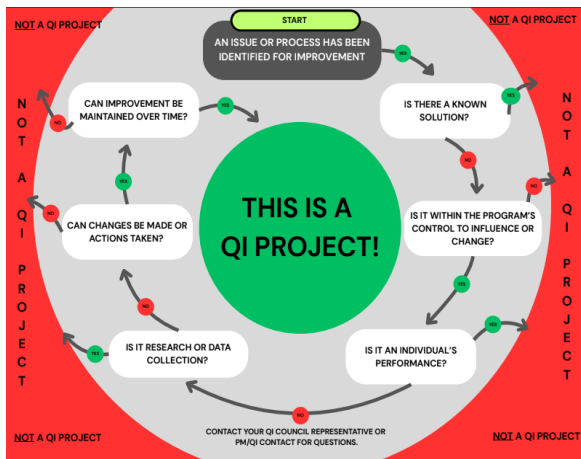 NOT A QI PROJECT
START
NOT A QI PROJECT
AN ISSUE OR PROCESS HAS BEEN
IDENTIFIED FOR IMPROVEMENT
YES
CAN IMPROVEMENT BE
MAINTAINED OVER TIME?
YES
NO
IS THERE A KNOWN
SOLUTION?
YES
NO
NOT A QI PROJECT
THIS IS A
QI PROJECT!
NOT A QI PROJECT
IS IT WITHIN THE PROGRAM'S
CONTROL TO INFLUENCE OR
CHANGE?
NO
YES
YES
NO
CAN CHANGES BE MADE OR
ACTIONS TAKEN?
NO
IS IT AN INDIVIDUAL'S
PERFORMANCE?
YES
IS IT RESEARCH OR DATA
COLLECTION?
YES
NO
CONTACT YOUR QI COUNCIL REPRESENTATIVE OR
PM/QI CONTACT FOR QUESTIONS.
NOT A QI PROJECT
NOT A QI PROJECT